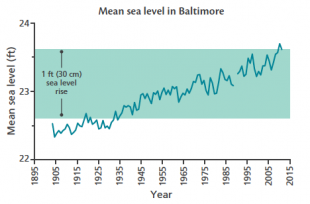 Mean sea level in Baltimore
Mean sea level (ft)
24
23
22
1 ft (30 cm)
sea level
rise
1895
1905
1915
1925
1935
1945
1955
1965
1975
1985
1995
2005
2015
Year